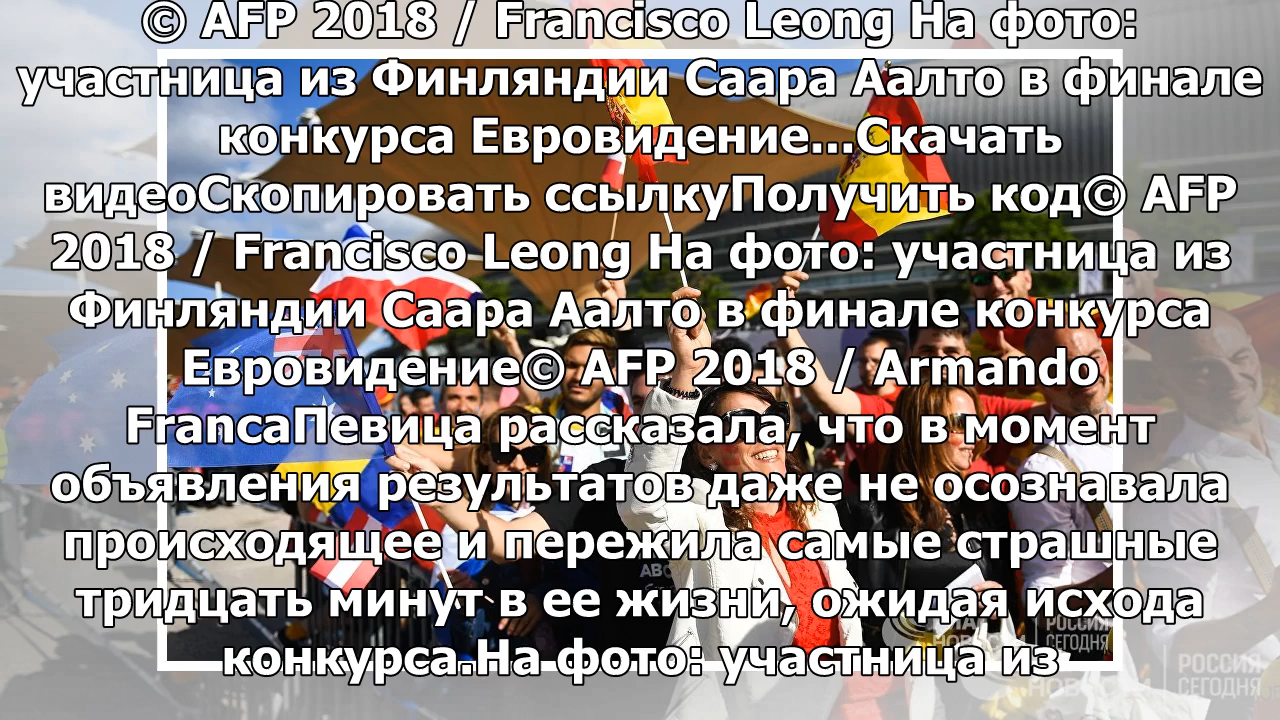 © AFP 2018 / Francisco Leong На фото:
участница из Финляндии Саара Аалто в финале
конкурса Евровидение...Скачать
видеоСкопировать ссылкуПолучить код© AFP
2018 / Francisco Leong На фото: участница из
Финляндии Саара Аалто в финале конкурса
Евровидение© AFP 2018 / Armando
FrancaПевица рассказала, что в момент
объявления результатов даже не осознавала
происходящее и пережила самые страшные
тридцать минут в ее жизни, ожидая исхода
конкурса.На фото: участница из
РОССИЯ
СЕГОДНЯ
НОВОСТИ
РОССИЯ
СЕГОДНЯ